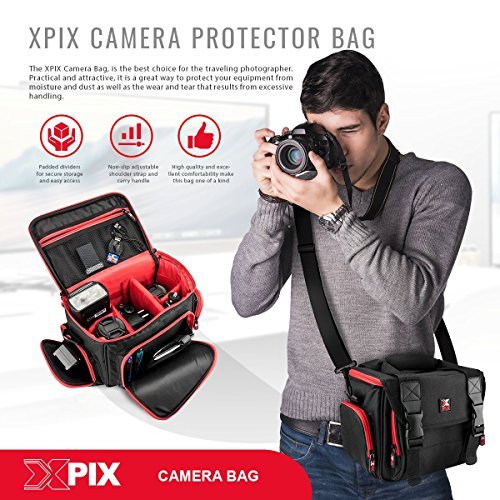 XPIX CAMERA PROTECTOR BAG
The XPIX Camera Bag, is the best choice for the traveling photographer.
Practical and attractive, it is a great way to protect your equipment from
moisture and dust as well as the wear and tear that results from excessive
handling.
Padded dividers
for secure storage
and easy access
Non-slip adjustable
shoulder strap and
carry handle
High quality and exce-
llent comfortability make
this bag one of a kind
X PIX
XPIX
CAMERA BAG